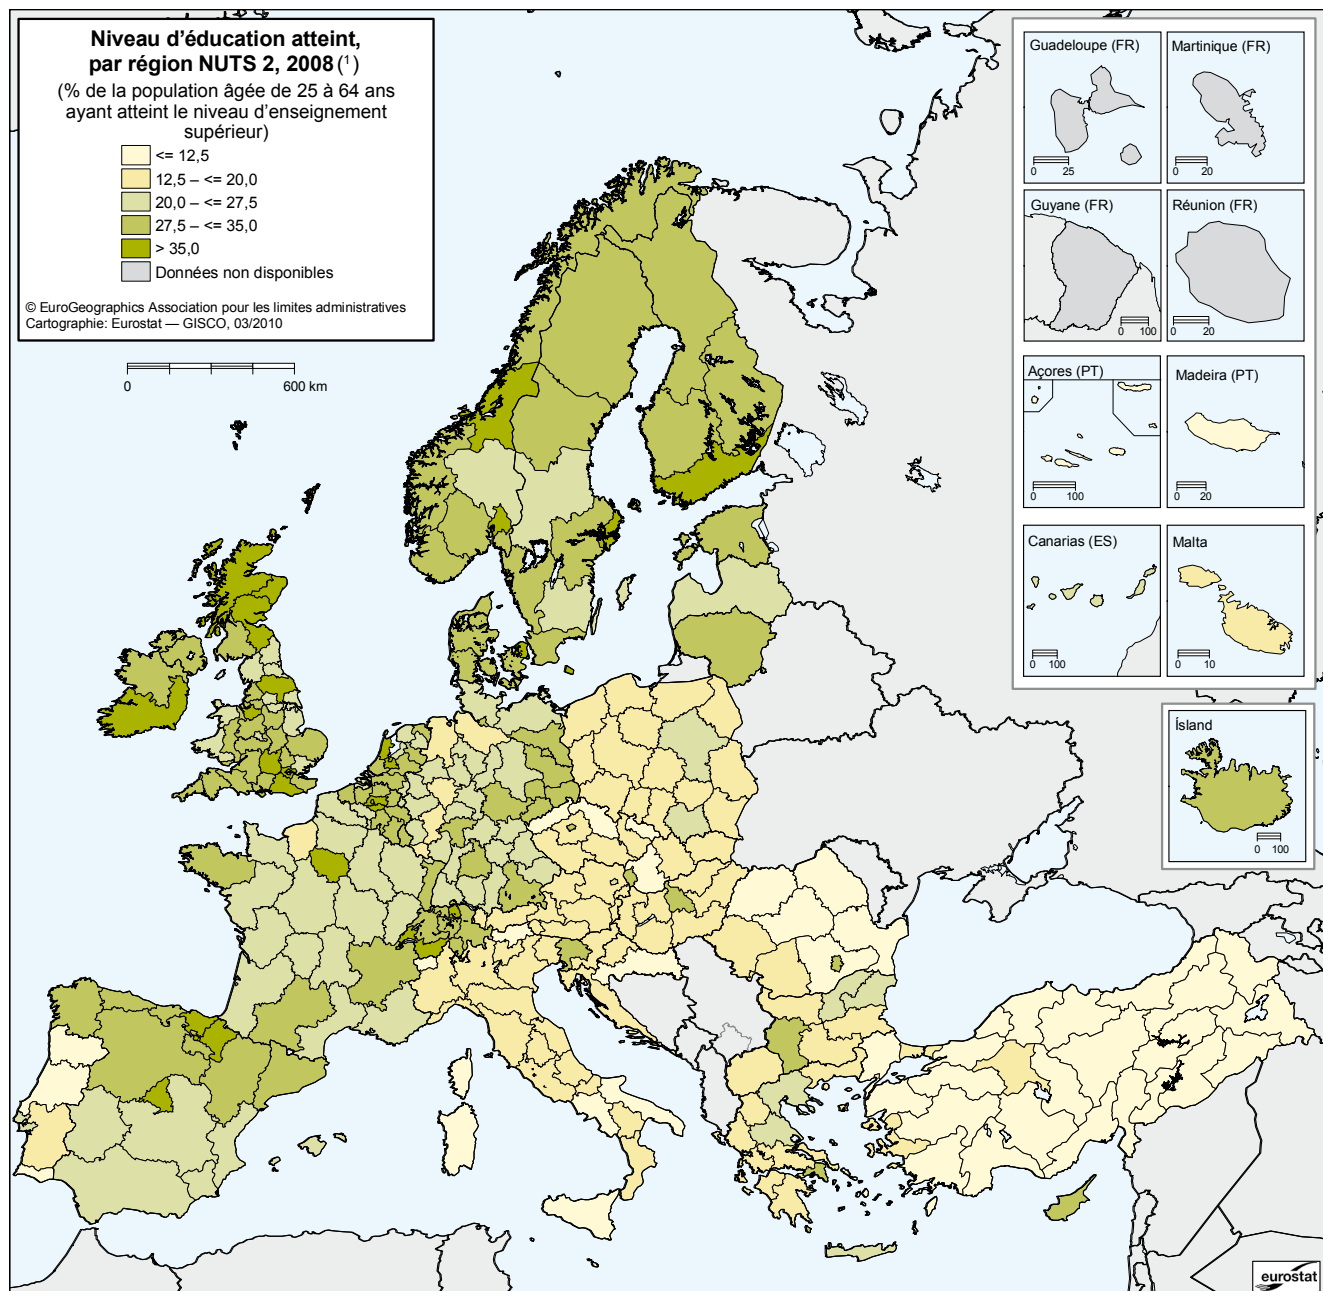 Niveau d’éducation atteint,
par région NUTS 2, 2008 (¹)
(% de la population âgée de 25 à 64 ans
ayant atteint le niveau d’enseignement
supérieur)
<= 12,5
12,5 – <= 20,0
20,0 – <= 27,5
27,5 – <= 35,0
> 35,0
Données non disponibles
© EuroGeographics Association pour les limites administratives
Cartographie: Eurostat — GISCO, 03/2010
0 600 km
Guadeloupe (FR)
0 25
Martinique (FR)
0 20
Guyane (FR)
0 100
Réunion (FR)
0 20
Açores (PT)
0 100
Madeira (PT)
0 20
Canarias (ES)
0 100
Malta
0 10
Ísland
0 100
eurostat